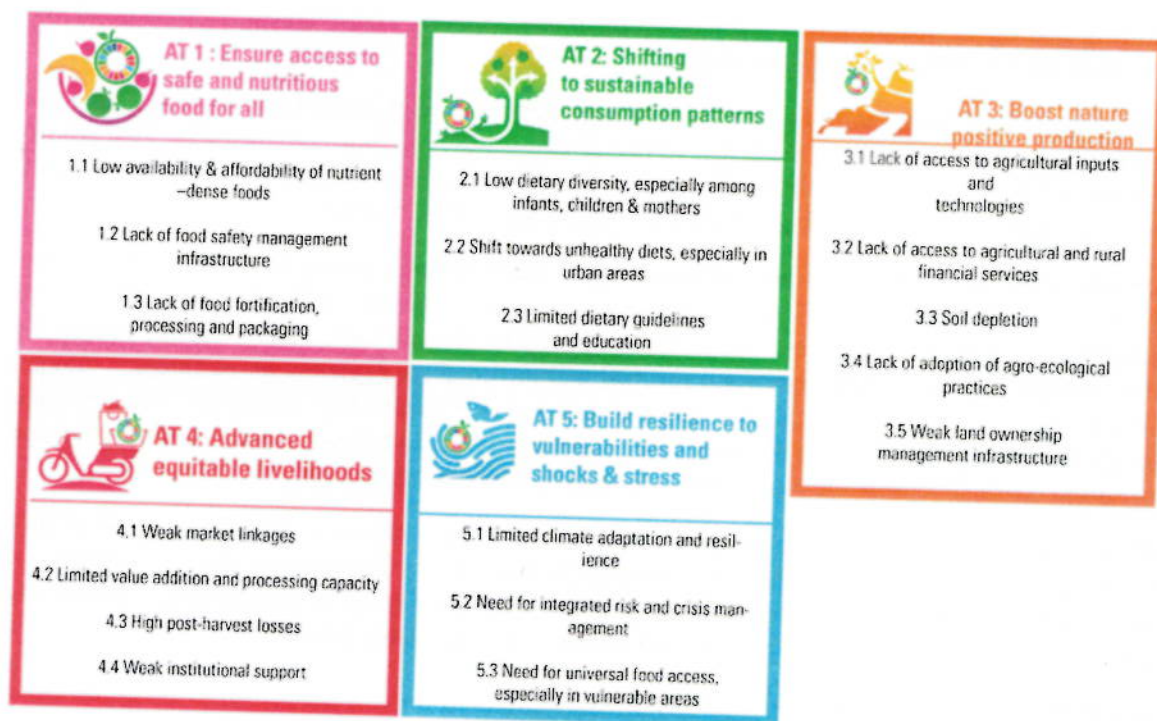 AT 1 : Ensure access to
safe and nutritious
food for all
1.1 Low availability & affordability of nutrient
–dense foods
1.2 Lack of food safety management
infrastructure
1.3 Lack of food fortification,
processing and packaging
AT 2: Shifting
to sustainable
consumption patterns
2.1 Low dietary diversity, especially among
infants, children & mothers
2.2 Shift towards unhealthy diets, especially in
urban areas
2.3 Limited dietary guidelines
and education
AT 3: Boost nature
positive production
3.1 Lack of access to agricultural inputs
and
technologies
3.2 Lack of access to agricultural and rural
financial services
3.3 Soil depletion
3.4 Lack of adoption of agro-ecological
practices
3.5 Weak land ownership
management infrastructure
AT 4: Advanced
equitable livelihoods
4.1 Weak market linkages
4.2 Limited value addition and processing capacity
4.3 High post-harvest losses
4.4 Weak institutional support
AT 5: Build resilience to
vulnerabilities and
shocks & stress
5.1 Limited climate adaptation and resil-
ience
5.2 Need for integrated risk and crisis man-
agement
5.3 Need for universal food access,
especially in vulnerable areas